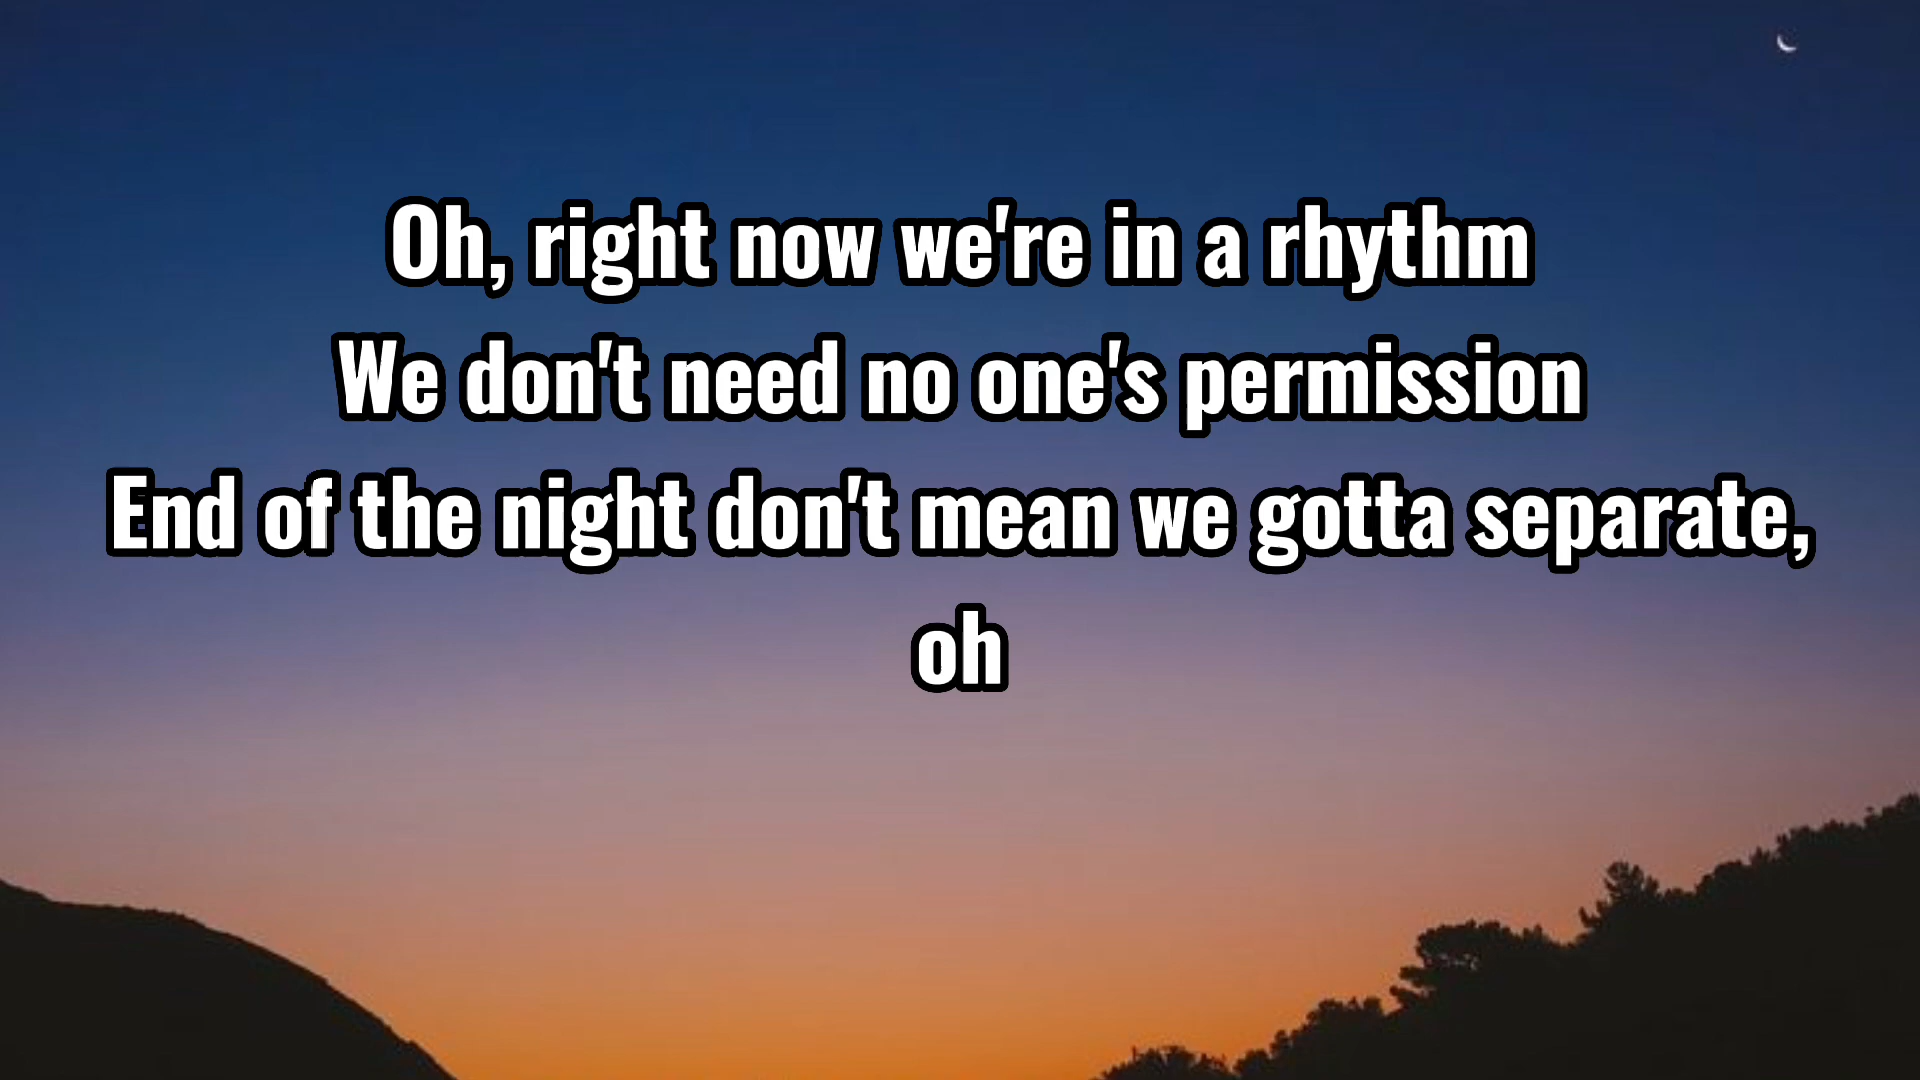 Oh, right now we're in a rhythm
We don't need no one's permission
End of the night don't mean we gotta separate,
oh